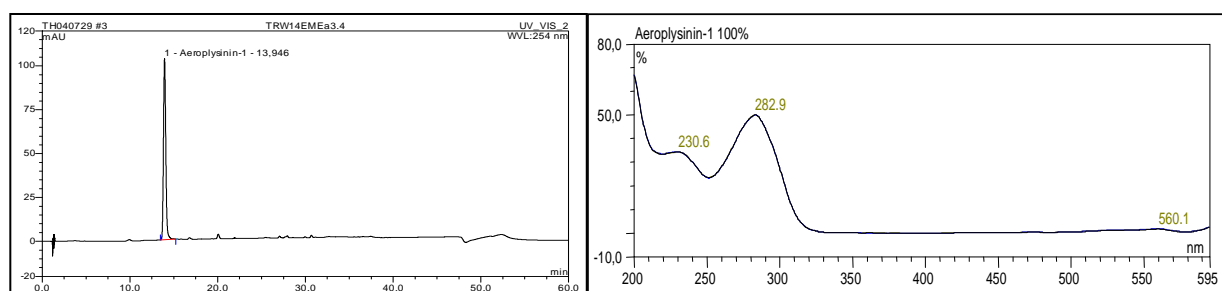 TH040729 #3 TRW14EMEa3.4 UV_VIS_2
120
mAU
WVL:254 nm
1 - Aeroplysinin-1 - 13,946
100
75
50
25
0
-20
min
0.0 10.0 20.0 30.0 40.0 50.0 60.0
80,0
Aeroplysinin-1 100%
%
282.9
50,0
230.6
560.1
nm
-10,0
200 250 300 350 400 450 500 550 595